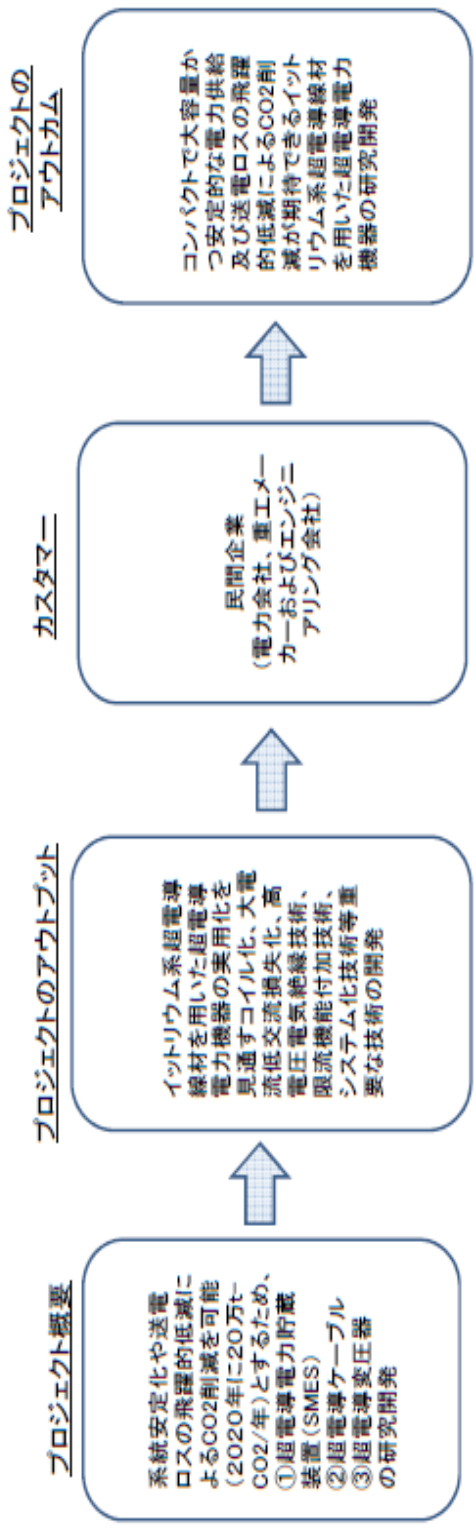 プロジェクト概要
系統安定化や送電
ロスの飛躍的低減に
よるCO2削減を可能
(2020年に20万t-
CO2/年)とするため、
①超電導電力貯蔵
装置(SMES)
②超電導ケーブル
③超電導変圧器
の研究開発
プロジェクトのアウトプット
イットリウム系超電導
線材を用いた超電導
電力機器の実用化を
見通すコイル化、大電
流低交流損失化、高
電圧電気絶縁技術、
限流機能付加技術、
システム化技術等重
要な技術の開発
カスタマー
民間企業
(電力会社、重工メー
カーおよびエンジニ
アリング会社)
プロジェクトの
アウトカム
コンパクトで大容量か
つ安定的な電力供給
及び送電ロスの飛躍
的低減によるCO2削
減が期待できるイット
リウム系超電導線材
を用いた超電導電力
機器の研究開発